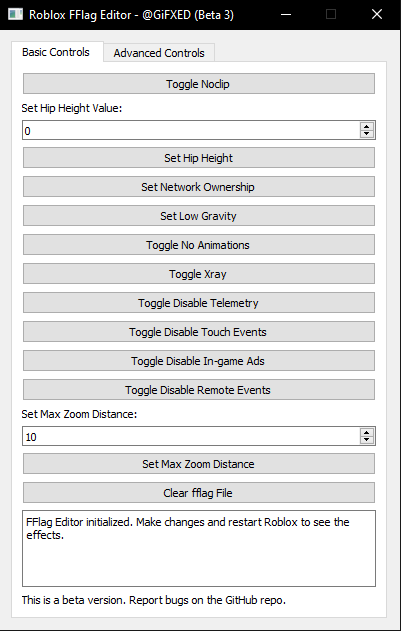 Roblox FFlag Editor - @GiFXED (Beta 3)
Basic Controls
Advanced Controls
Toggle Noclip
Set Hip Height Value:
0
Set Hip Height
Set Network Ownership
Set Low Gravity
Toggle No Animations
Toggle Xray
Toggle Disable Telemetry
Toggle Disable Touch Events
Toggle Disable In-game Ads
Toggle Disable Remote Events
Set Max Zoom Distance:
10
Set Max Zoom Distance
Clear fflag File
FFlag Editor initialized. Make changes and restart Roblox to see the
effects.
This is a beta version. Report bugs on the GitHub repo.